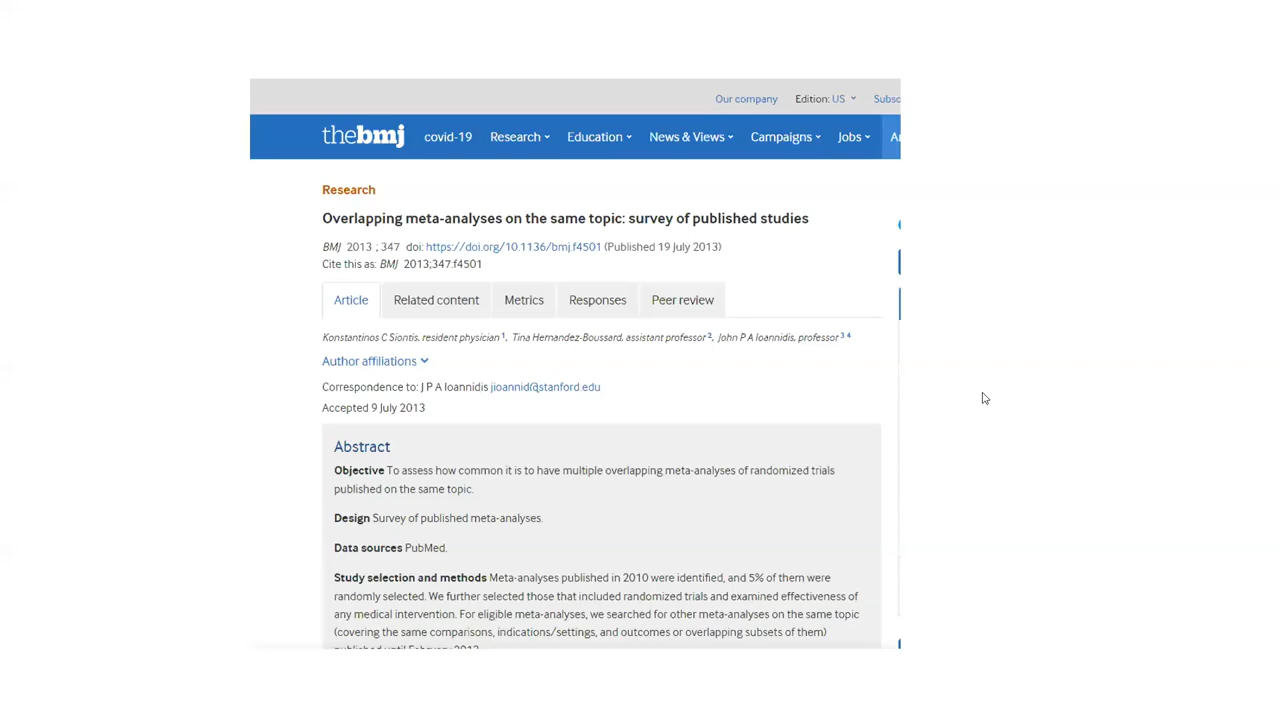 Our company Edition: US
thebmj covid-19 Research Education News & Views Campaigns Jobs
Research
Overlapping meta-analyses on the same topic: survey of published studies
BMJ 2013 ; 347 doi: https://doi.org/10.1136/bmj.f4501 (Published 19 July 2013)
Cite this as: BMJ 2013;347:f4501
Article Related content Metrics Responses Peer review
Konstantinos C Siontis, resident physician 1, Tina Hernandez-Boussard, assistant professor 2, John P A Ioannidis, professor 3 4
Author affiliations
Correspondence to: J P A Ioannidis jioannid@stanford.edu
Accepted 9 July 2013
Abstract
Objective To assess how common it is to have multiple overlapping meta-analyses of randomized trials
published on the same topic.
Design Survey of published meta-analyses.
Data sources PubMed.
Study selection and methods Meta-analyses published in 2010 were identified, and 5% of them were
randomly selected. We further selected those that included randomized trials and examined effectiveness of
any medical intervention. For eligible meta-analyses, we searched for other meta-analyses on the same topic
(covering the same comparisons, indications/settings, and outcomes or overlapping subsets of them)
published until February